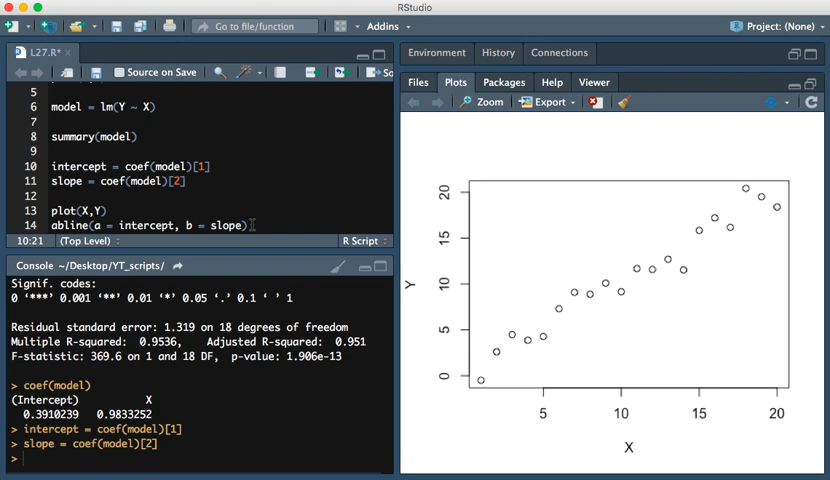 RStudio
Go to file/function
Addins
Project: (None)
L27.R*
Source on Save
5
6 model = lm(Y ~ X)
7
8 summary(model)
9
10 intercept = coef(model)[1]
11 slope = coef(model)[2]
12
13 plot(X,Y)
14 abline(a = intercept, b = slope)
10:21 (Top Level) R Script
Console ~/Desktop/YT_scripts/
Signif. codes:
0 ‘***’ 0.001 ‘**’ 0.01 ‘*’ 0.05 ‘.’ 0.1 ‘ ’ 1
Residual standard error: 1.319 on 18 degrees of freedom
Multiple R-squared: 0.9536, Adjusted R-squared: 0.951
F-statistic: 369.6 on 1 and 18 DF, p-value: 1.906e-13
> coef(model)
(Intercept) X
0.3910239 0.9833252
> intercept = coef(model)[1]
> slope = coef(model)[2]
>
Environment History Connections
Files Plots Packages Help Viewer
Zoom Export
20
15
10
5
0
Y
5 10 15 20
X